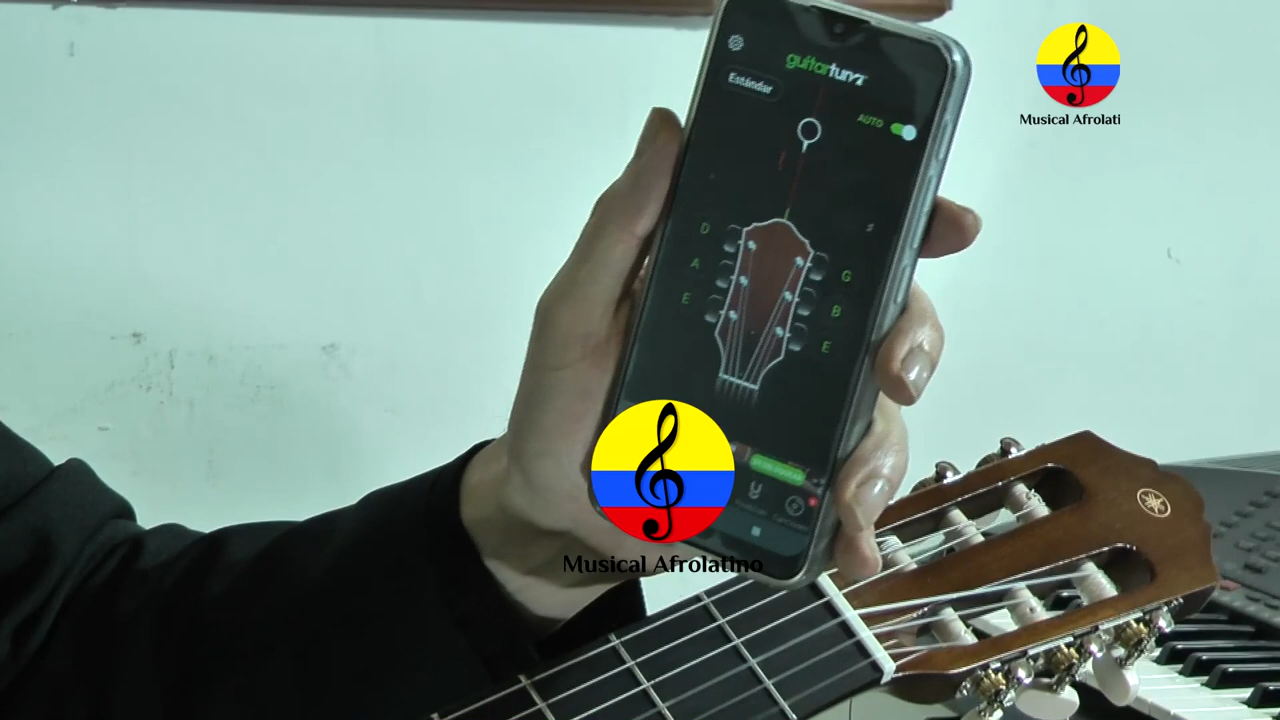 guitartuna
Estándar
AUTO
Musical Afrolati
D
A
E
G
B
E
Musical Afrolatino